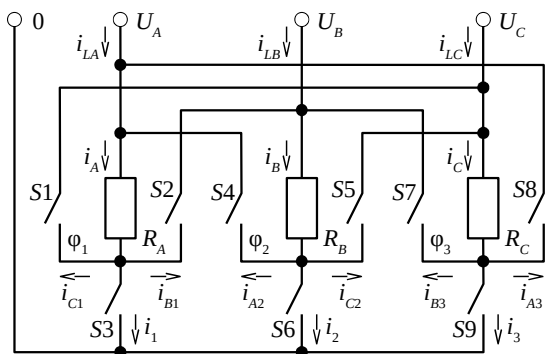 0 U_A U_B U_C
i_LA i_LB i_LC
i_A i_B i_C
S1 S2 S4 S5 S7 S8
φ_1 R_A φ_2 R_B φ_3 R_C
i_C1 i_B1 i_A2 i_C2 i_B3 i_A3
S3 i_1 S6 i_2 S9 i_3